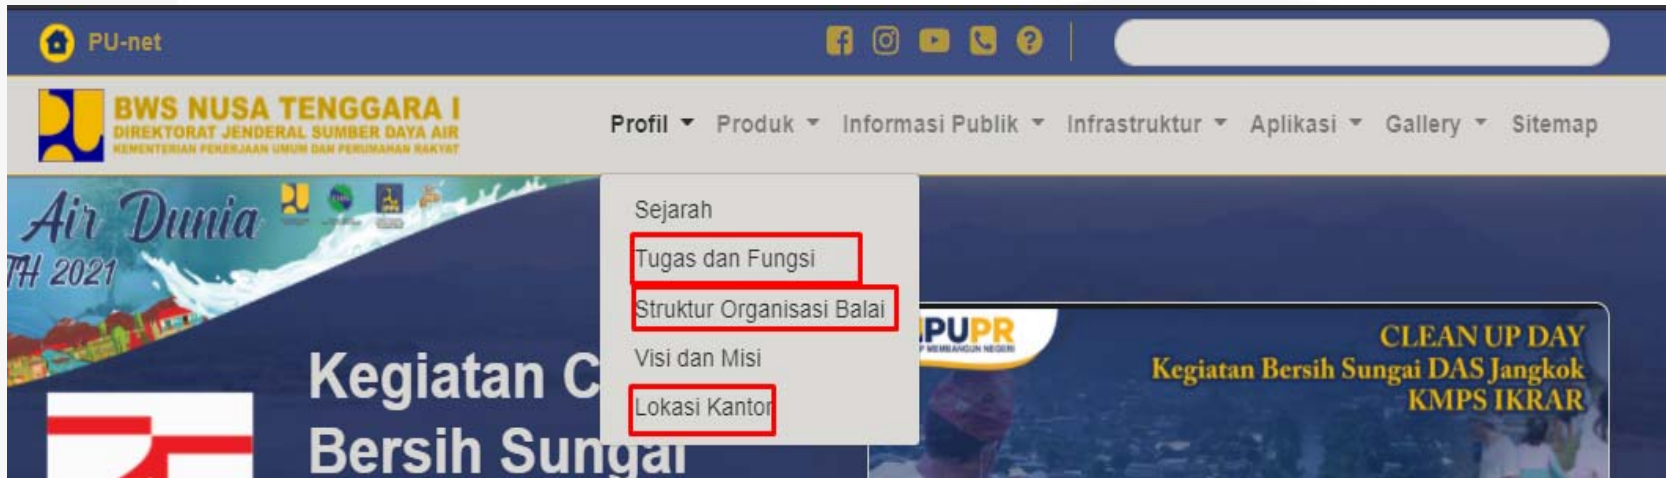 PU-net
BWS NUSA TENGGARA I
DIREKTORAT JENDERAL SUMBER DAYA AIR
KEMENTERIAN PEKERJAAN UMUM DAN PERUMAHAN RAKYAT
Profil Produk Informasi Publik Infrastruktur Aplikasi Gallery Sitemap
Sejarah
Tugas dan Fungsi
Struktur Organisasi Balai
Visi dan Misi
Lokasi Kantor
Air Dunia
TH 2021
Kegiatan C
Bersih Sungai
PUPR
MEMBANGUN NEGERI
CLEAN UP DAY
Kegiatan Bersih Sungai DAS Jangkok
KMPS IKRAR